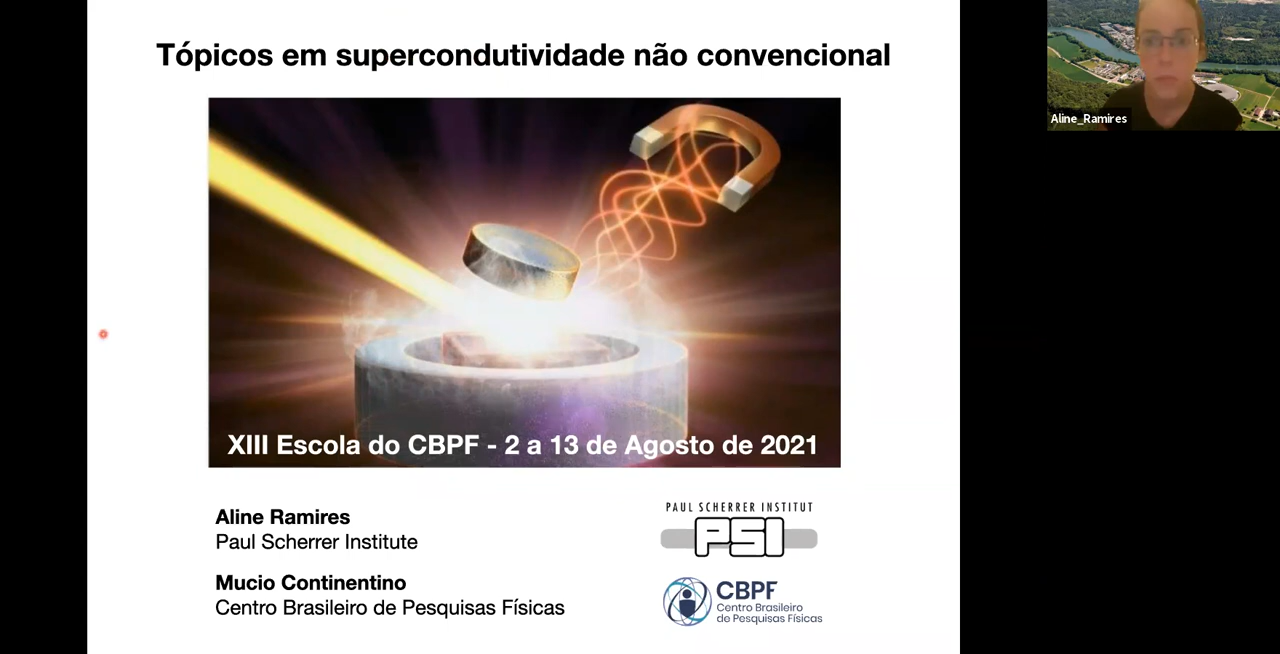 Tópicos em supercondutividade não convencional
Aline_Ramires
XIII Escola do CBPF - 2 a 13 de Agosto de 2021
Aline Ramires
Paul Scherrer Institute
Mucio Continentino
Centro Brasileiro de Pesquisas Físicas
PAUL SCHERRER INSTITUT
PSI
CBPF
Centro Brasileiro
de Pesquisas Físicas